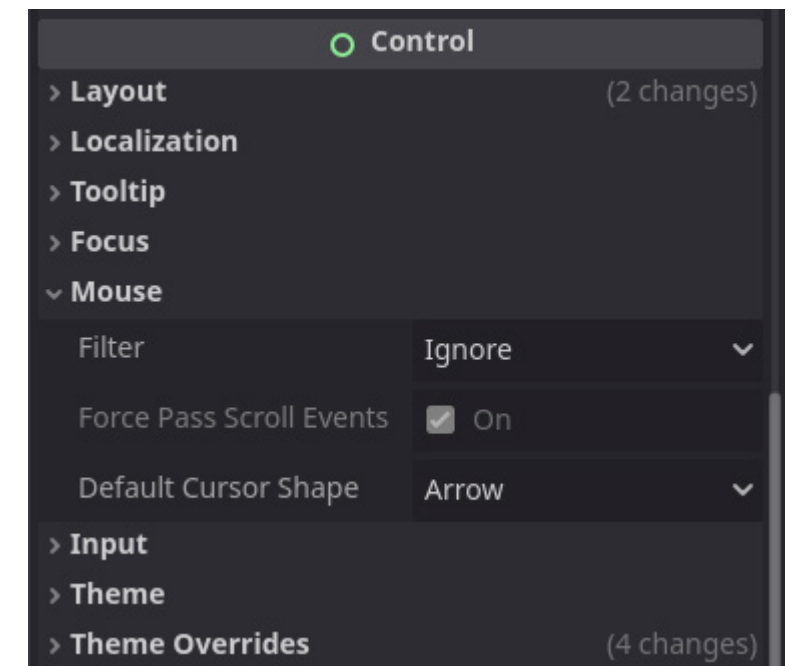 Control
Layout (2 changes)
Localization
Tooltip
Focus
Mouse
Filter Ignore
Force Pass Scroll Events On
Default Cursor Shape Arrow
Input
Theme
Theme Overrides (4 changes)